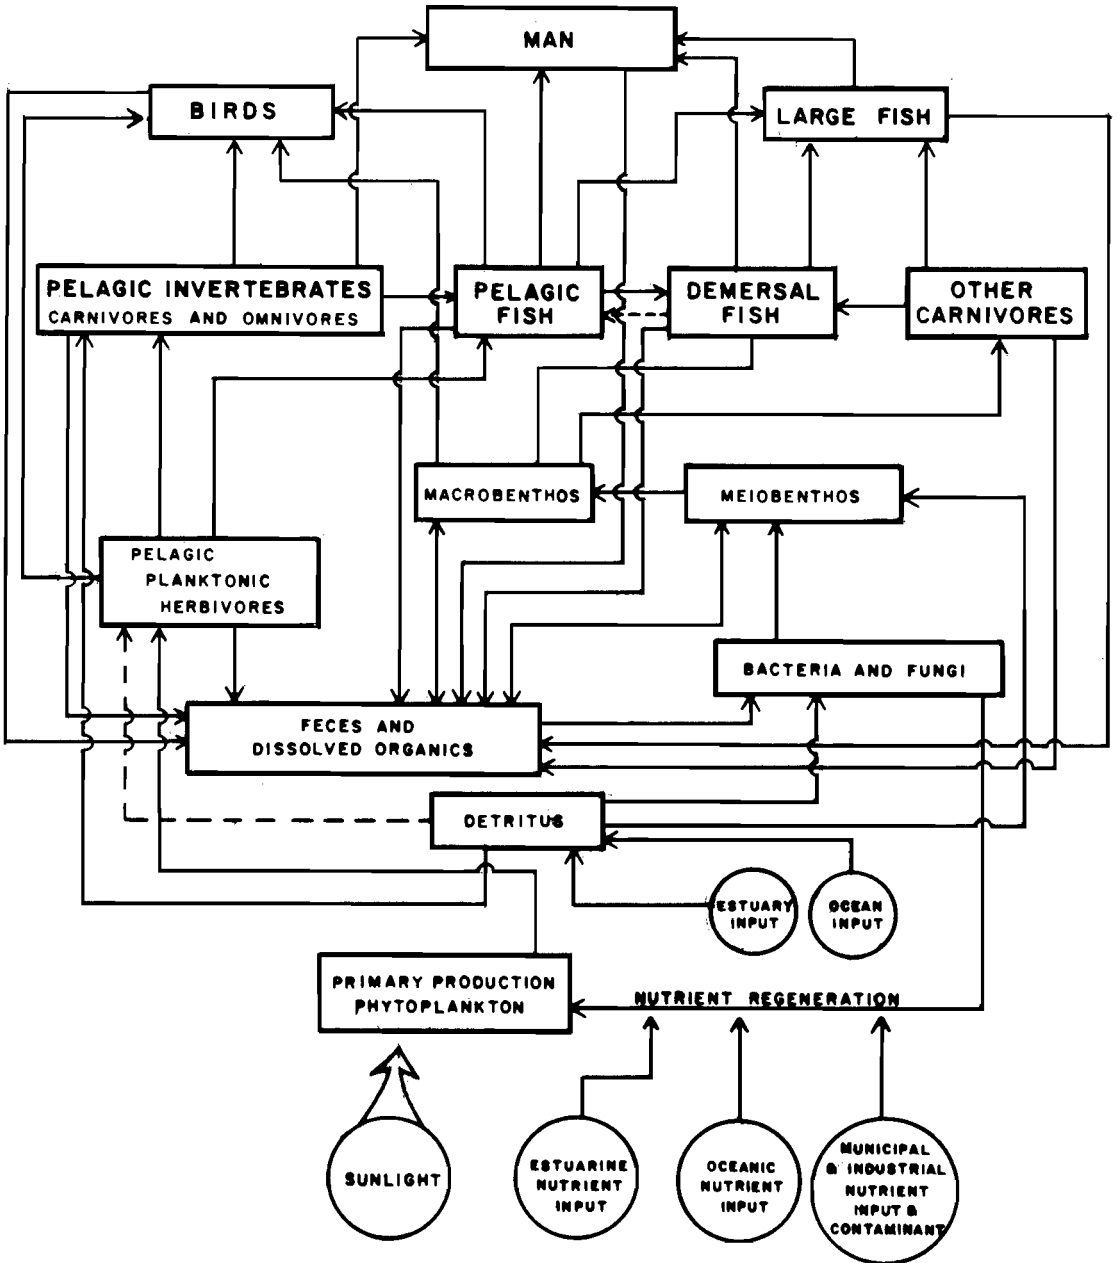 MAN
BIRDS
LARGE FISH
PELAGIC INVERTEBRATES
CARNIVORES AND OMNIVORES
PELAGIC
FISH
DEMERSAL
FISH
OTHER
CARNIVORES
MACROBENTHOS
MEIOBENTHOS
PELAGIC
PLANKTONIC
HERBIVORES
BACTERIA AND FUNGI
FECES AND
DISSOLVED ORGANICS
DETRITUS
ESTUARY
INPUT
OCEAN
INPUT
PRIMARY PRODUCTION
PHYTOPLANKTON
NUTRIENT REGENERATION
SUNLIGHT
ESTUARINE
NUTRIENT
INPUT
OCEANIC
NUTRIENT
INPUT
MUNICIPAL
& INDUSTRIAL
NUTRIENT
INPUT &
CONTAMINANT